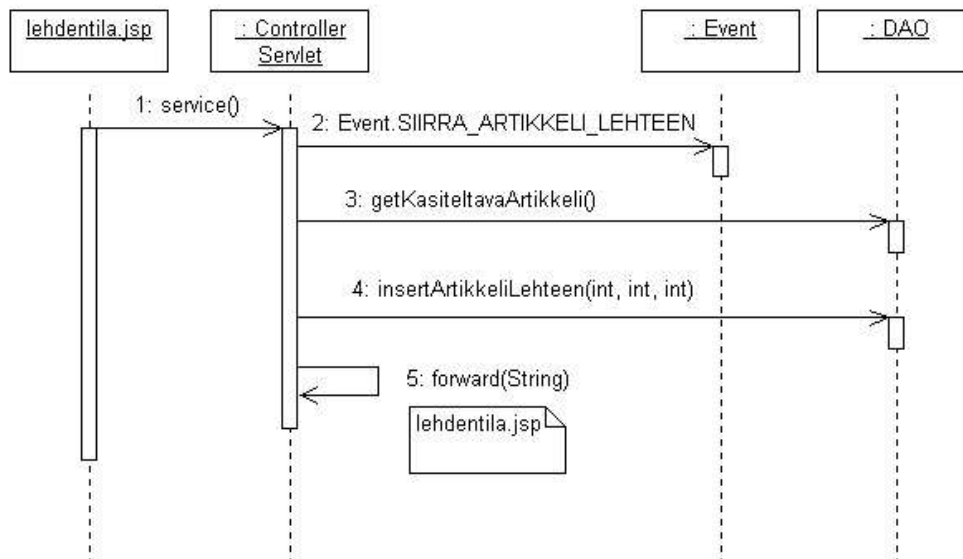 lehdentila.jsp
: Controller
Servlet
: Event
: DAO
1: service()
2: Event.SIIRRA_ARTIKKELI_LEHTEEN
3: getKasiteltavaArtikkeli()
4: insertArtikkeliLehteen(int, int, int)
5: forward(String)
lehdentila.jsp